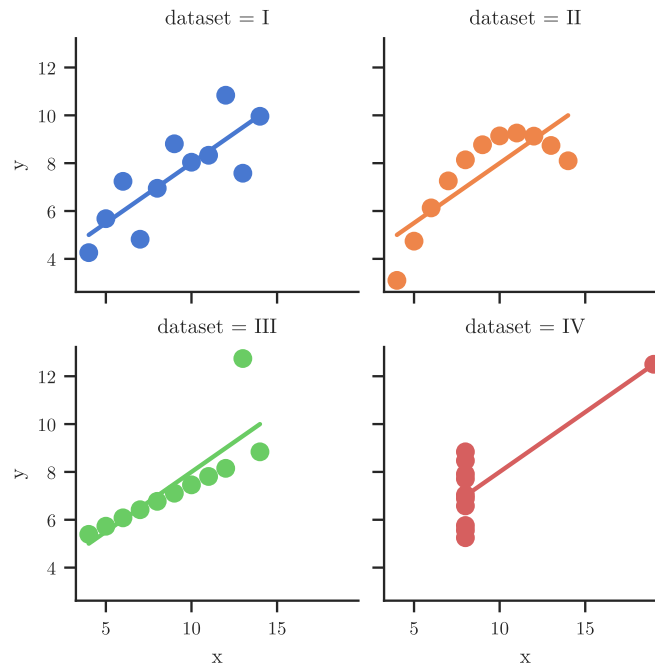 dataset = I
dataset = II
12
10
8
6
4
y
dataset = III
dataset = IV
12
10
8
6
4
y
5
10
15
x
5
10
15
x